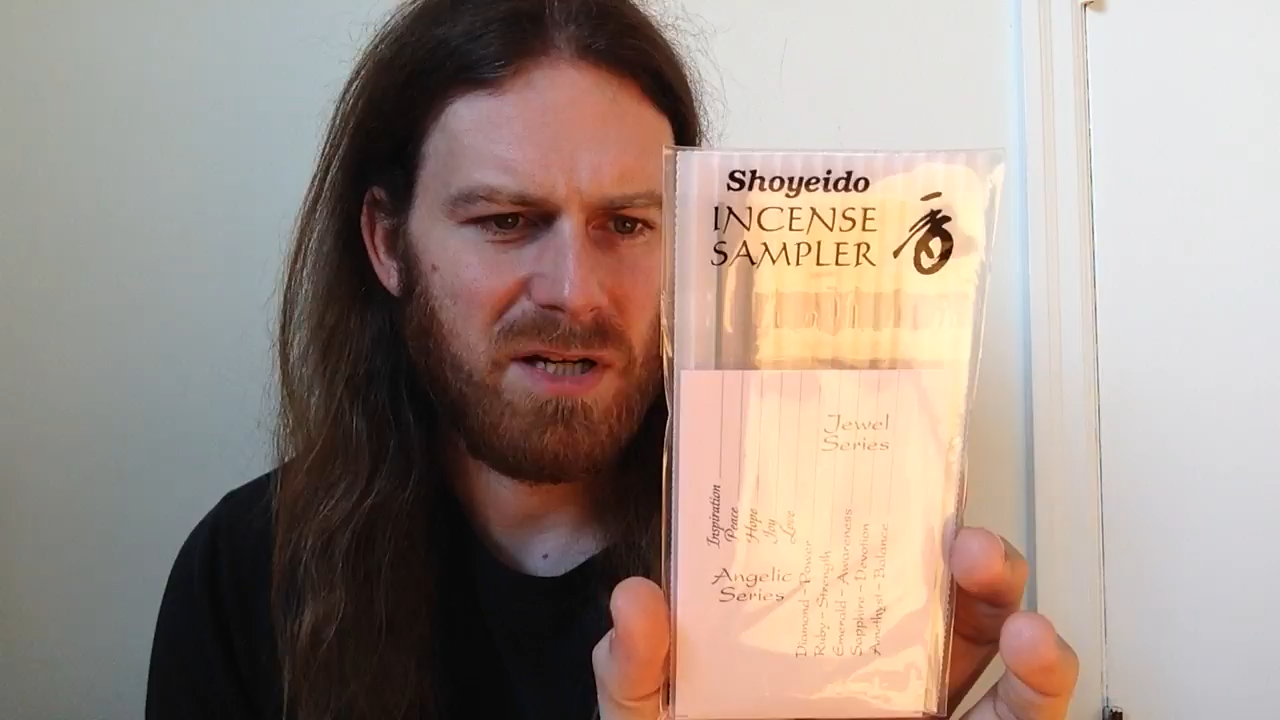 Shoyeido
INCENSE
SAMPLER
香
Jewel
Series
Inspiration
Peace
Hope
Joy
Love
Angelic
Series
Diamond - Power
Ruby - Strength
Emerald - Awareness
Sapphire - Devotion
Amethyst - Balance